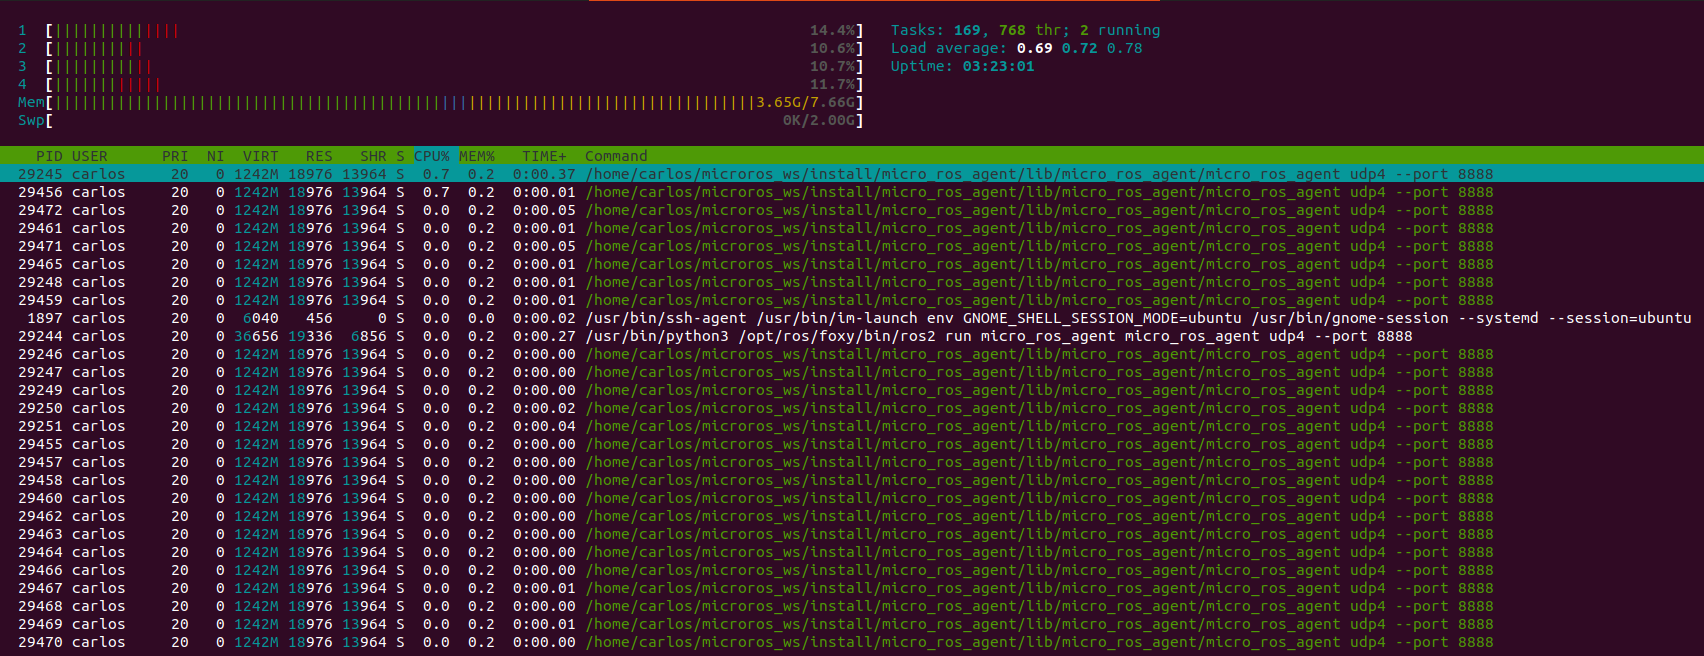 1 [|||||||||||||| 14.4%] Tasks: 169, 768 thr; 2 running
2 [|||||||||| 10.6%] Load average: 0.69 0.72 0.78
3 [||||||||||| 10.7%] Uptime: 03:23:01
4 [|||||||||||| 11.7%]
Mem[||||||||||||||||||||||||||||||||||||||||||||||||||||||||||||||||||||||||||||||3.65G/7.66G]
Swp[ 0K/2.00G]
PID USER PRI NI VIRT RES SHR S CPU% MEM% TIME+ Command
29245 carlos 20 0 1242M 18976 13964 S 0.7 0.2 0:00.37 /home/carlos/microros_ws/install/micro_ros_agent/lib/micro_ros_agent/micro_ros_agent udp4 --port 8888
29456 carlos 20 0 1242M 18976 13964 S 0.7 0.2 0:00.01 /home/carlos/microros_ws/install/micro_ros_agent/lib/micro_ros_agent/micro_ros_agent udp4 --port 8888
29472 carlos 20 0 1242M 18976 13964 S 0.0 0.2 0:00.05 /home/carlos/microros_ws/install/micro_ros_agent/lib/micro_ros_agent/micro_ros_agent udp4 --port 8888
29461 carlos 20 0 1242M 18976 13964 S 0.0 0.2 0:00.01 /home/carlos/microros_ws/install/micro_ros_agent/lib/micro_ros_agent/micro_ros_agent udp4 --port 8888
29471 carlos 20 0 1242M 18976 13964 S 0.0 0.2 0:00.05 /home/carlos/microros_ws/install/micro_ros_agent/lib/micro_ros_agent/micro_ros_agent udp4 --port 8888
29465 carlos 20 0 1242M 18976 13964 S 0.0 0.2 0:00.01 /home/carlos/microros_ws/install/micro_ros_agent/lib/micro_ros_agent/micro_ros_agent udp4 --port 8888
29248 carlos 20 0 1242M 18976 13964 S 0.0 0.2 0:00.01 /home/carlos/microros_ws/install/micro_ros_agent/lib/micro_ros_agent/micro_ros_agent udp4 --port 8888
29459 carlos 20 0 1242M 18976 13964 S 0.0 0.2 0:00.01 /home/carlos/microros_ws/install/micro_ros_agent/lib/micro_ros_agent/micro_ros_agent udp4 --port 8888
1897 carlos 20 0 6040 456 0 S 0.0 0.0 0:00.02 /usr/bin/ssh-agent /usr/bin/im-launch env GNOME_SHELL_SESSION_MODE=ubuntu /usr/bin/gnome-session --systemd --session=ubuntu
29244 carlos 20 0 36656 19336 6856 S 0.0 0.2 0:00.27 /usr/bin/python3 /opt/ros/foxy/bin/ros2 run micro_ros_agent micro_ros_agent udp4 --port 8888
29246 carlos 20 0 1242M 18976 13964 S 0.0 0.2 0:00.00 /home/carlos/microros_ws/install/micro_ros_agent/lib/micro_ros_agent/micro_ros_agent udp4 --port 8888
29247 carlos 20 0 1242M 18976 13964 S 0.0 0.2 0:00.00 /home/carlos/microros_ws/install/micro_ros_agent/lib/micro_ros_agent/micro_ros_agent udp4 --port 8888
29249 carlos 20 0 1242M 18976 13964 S 0.0 0.2 0:00.00 /home/carlos/microros_ws/install/micro_ros_agent/lib/micro_ros_agent/micro_ros_agent udp4 --port 8888
29250 carlos 20 0 1242M 18976 13964 S 0.0 0.2 0:00.02 /home/carlos/microros_ws/install/micro_ros_agent/lib/micro_ros_agent/micro_ros_agent udp4 --port 8888
29251 carlos 20 0 1242M 18976 13964 S 0.0 0.2 0:00.04 /home/carlos/microros_ws/install/micro_ros_agent/lib/micro_ros_agent/micro_ros_agent udp4 --port 8888
29455 carlos 20 0 1242M 18976 13964 S 0.0 0.2 0:00.00 /home/carlos/microros_ws/install/micro_ros_agent/lib/micro_ros_agent/micro_ros_agent udp4 --port 8888
29457 carlos 20 0 1242M 18976 13964 S 0.0 0.2 0:00.00 /home/carlos/microros_ws/install/micro_ros_agent/lib/micro_ros_agent/micro_ros_agent udp4 --port 8888
29458 carlos 20 0 1242M 18976 13964 S 0.0 0.2 0:00.00 /home/carlos/microros_ws/install/micro_ros_agent/lib/micro_ros_agent/micro_ros_agent udp4 --port 8888
29460 carlos 20 0 1242M 18976 13964 S 0.0 0.2 0:00.00 /home/carlos/microros_ws/install/micro_ros_agent/lib/micro_ros_agent/micro_ros_agent udp4 --port 8888
29462 carlos 20 0 1242M 18976 13964 S 0.0 0.2 0:00.00 /home/carlos/microros_ws/install/micro_ros_agent/lib/micro_ros_agent/micro_ros_agent udp4 --port 8888
29463 carlos 20 0 1242M 18976 13964 S 0.0 0.2 0:00.00 /home/carlos/microros_ws/install/micro_ros_agent/lib/micro_ros_agent/micro_ros_agent udp4 --port 8888
29464 carlos 20 0 1242M 18976 13964 S 0.0 0.2 0:00.00 /home/carlos/microros_ws/install/micro_ros_agent/lib/micro_ros_agent/micro_ros_agent udp4 --port 8888
29466 carlos 20 0 1242M 18976 13964 S 0.0 0.2 0:00.00 /home/carlos/microros_ws/install/micro_ros_agent/lib/micro_ros_agent/micro_ros_agent udp4 --port 8888
29467 carlos 20 0 1242M 18976 13964 S 0.0 0.2 0:00.01 /home/carlos/microros_ws/install/micro_ros_agent/lib/micro_ros_agent/micro_ros_agent udp4 --port 8888
29468 carlos 20 0 1242M 18976 13964 S 0.0 0.2 0:00.00 /home/carlos/microros_ws/install/micro_ros_agent/lib/micro_ros_agent/micro_ros_agent udp4 --port 8888
29469 carlos 20 0 1242M 18976 13964 S 0.0 0.2 0:00.01 /home/carlos/microros_ws/install/micro_ros_agent/lib/micro_ros_agent/micro_ros_agent udp4 --port 8888
29470 carlos 20 0 1242M 18976 13964 S 0.0 0.2 0:00.00 /home/carlos/microros_ws/install/micro_ros_agent/lib/micro_ros_agent/micro_ros_agent udp4 --port 8888